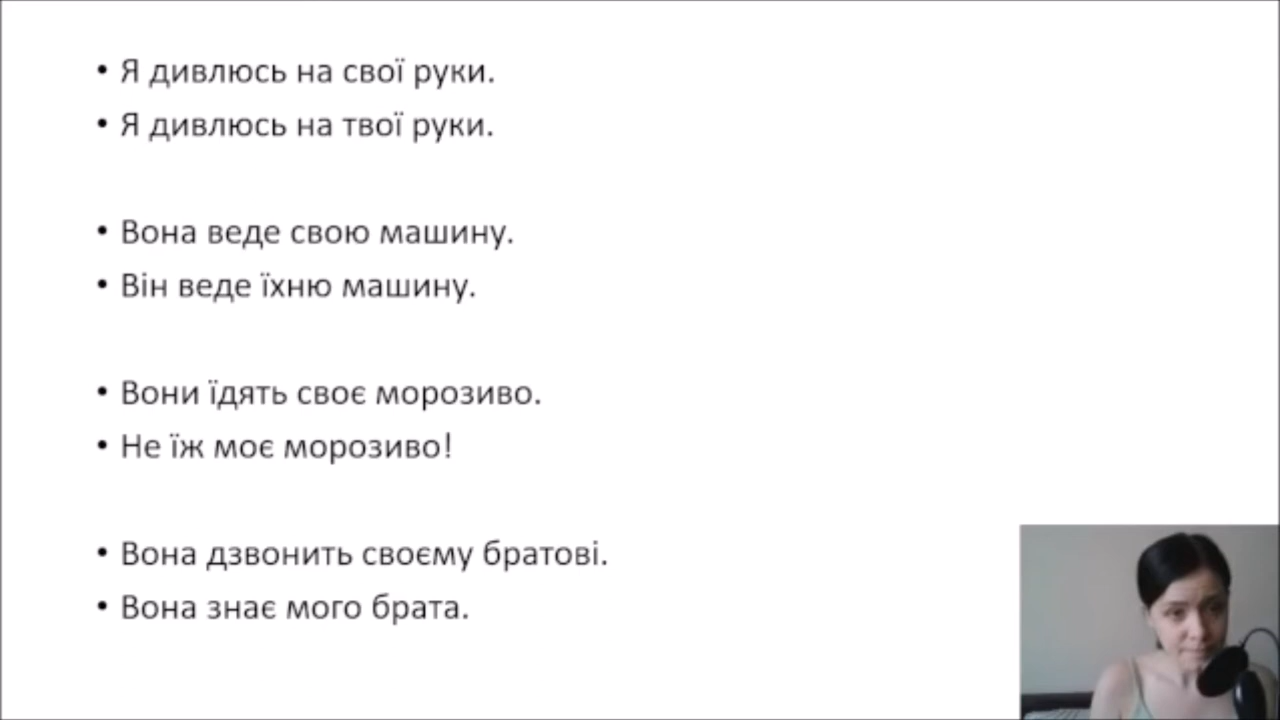 • Я дивлюсь на свої руки.
• Я дивлюсь на твої руки.
• Вона веде свою машину.
• Він веде їхню машину.
• Вони їдять своє морозиво.
• Не їж моє морозиво!
• Вона дзвонить своєму братові.
• Вона знає мого брата.